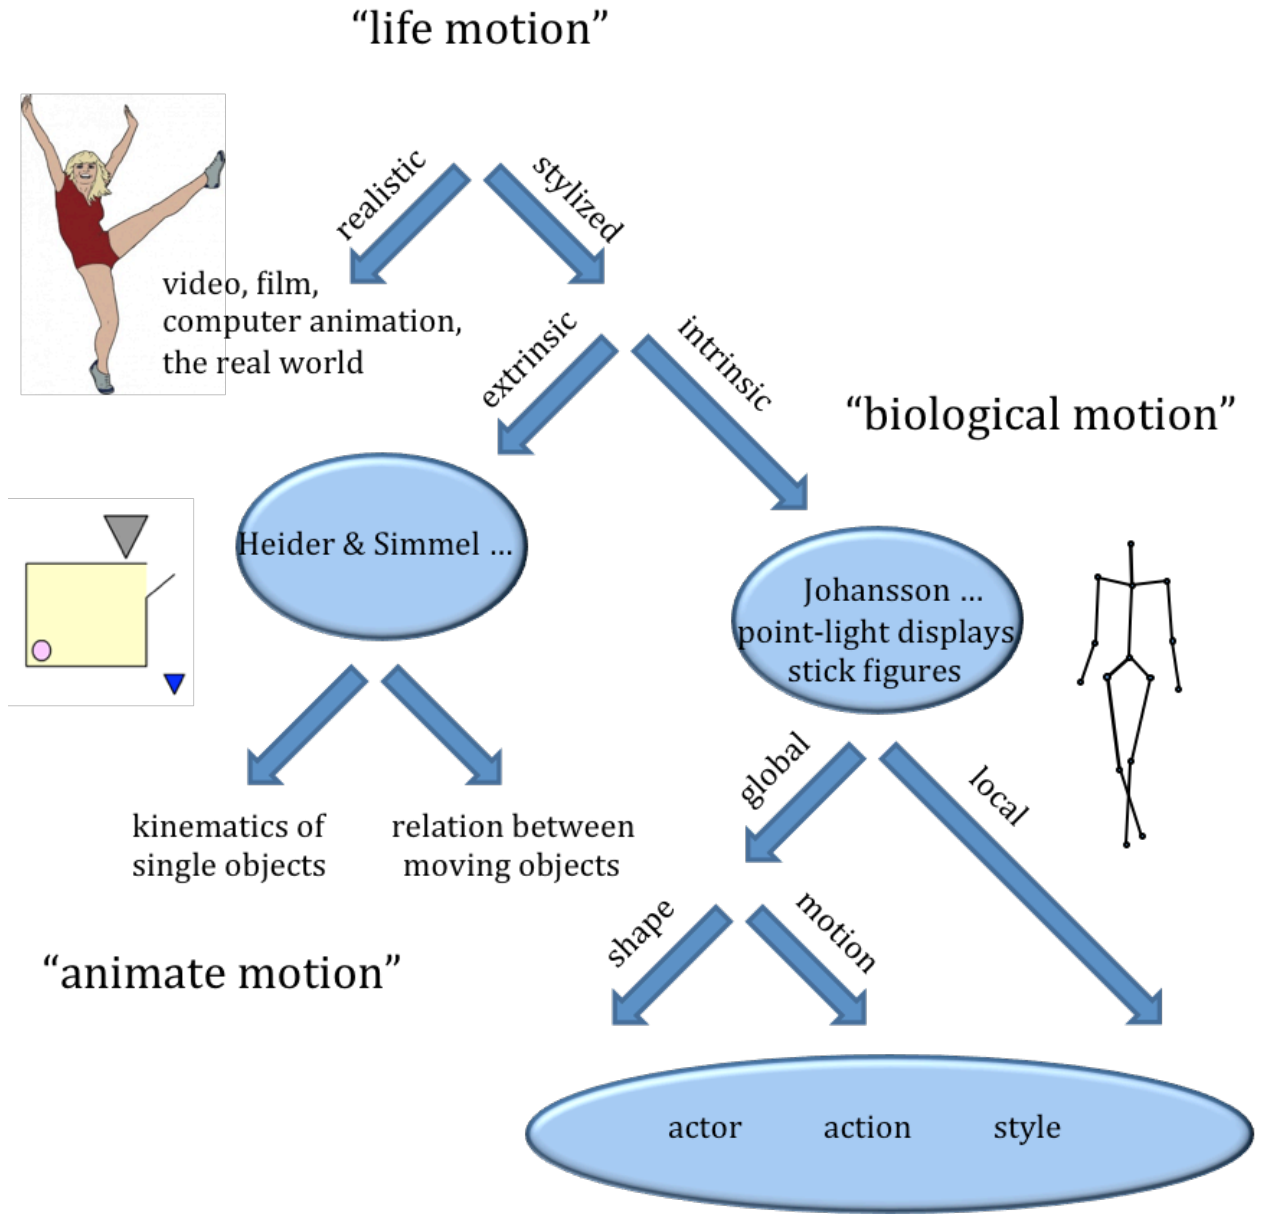 “life motion”
realistic
stylized
video, film,
computer animation,
the real world
extrinsic
intrinsic
“biological motion”
Heider & Simmel ...
Johansson ...
point-light displays
stick figures
kinematics of
single objects
relation between
moving objects
global
local
“animate motion”
shape
motion
actor action style